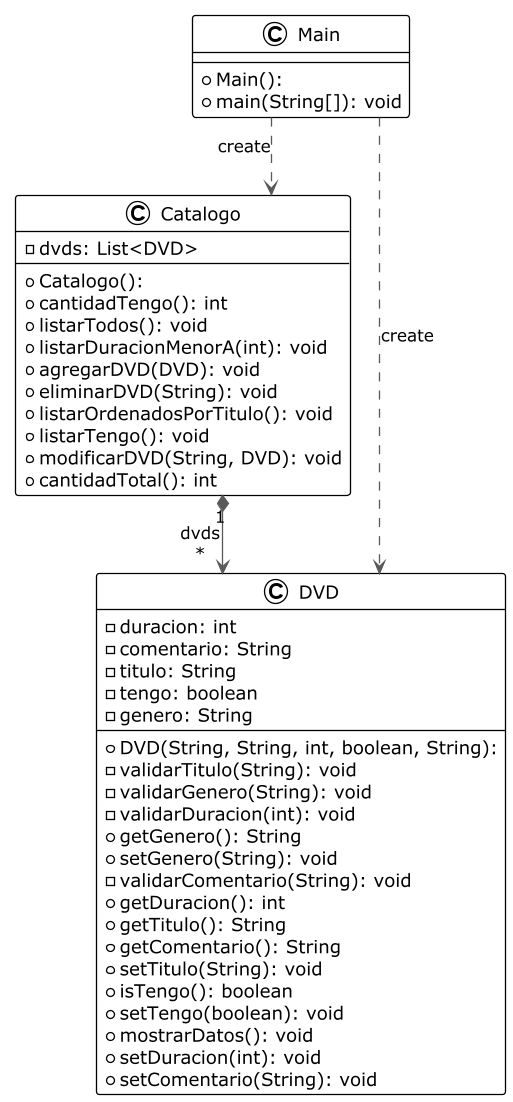 C Main
Main():
main(String[]): void
create
C Catalogo
dvds: List<DVD>
Catalogo():
cantidadTengo(): int
listarTodos(): void
listarDuracionMenorA(int): void
agregarDVD(DVD): void
eliminarDVD(String): void
listarOrdenadosPorTitulo(): void
listarTengo(): void
modificarDVD(String, DVD): void
cantidadTotal(): int
create
1
dvds
*
C DVD
duracion: int
comentario: String
titulo: String
tengo: boolean
genero: String
DVD(String, String, int, boolean, String):
validarTitulo(String): void
validarGenero(String): void
validarDuracion(int): void
getGenero(): String
setGenero(String): void
validarComentario(String): void
getDuracion(): int
getTitulo(): String
getComentario(): String
setTitulo(String): void
isTengo(): boolean
setTengo(boolean): void
mostrarDatos(): void
setDuracion(int): void
setComentario(String): void